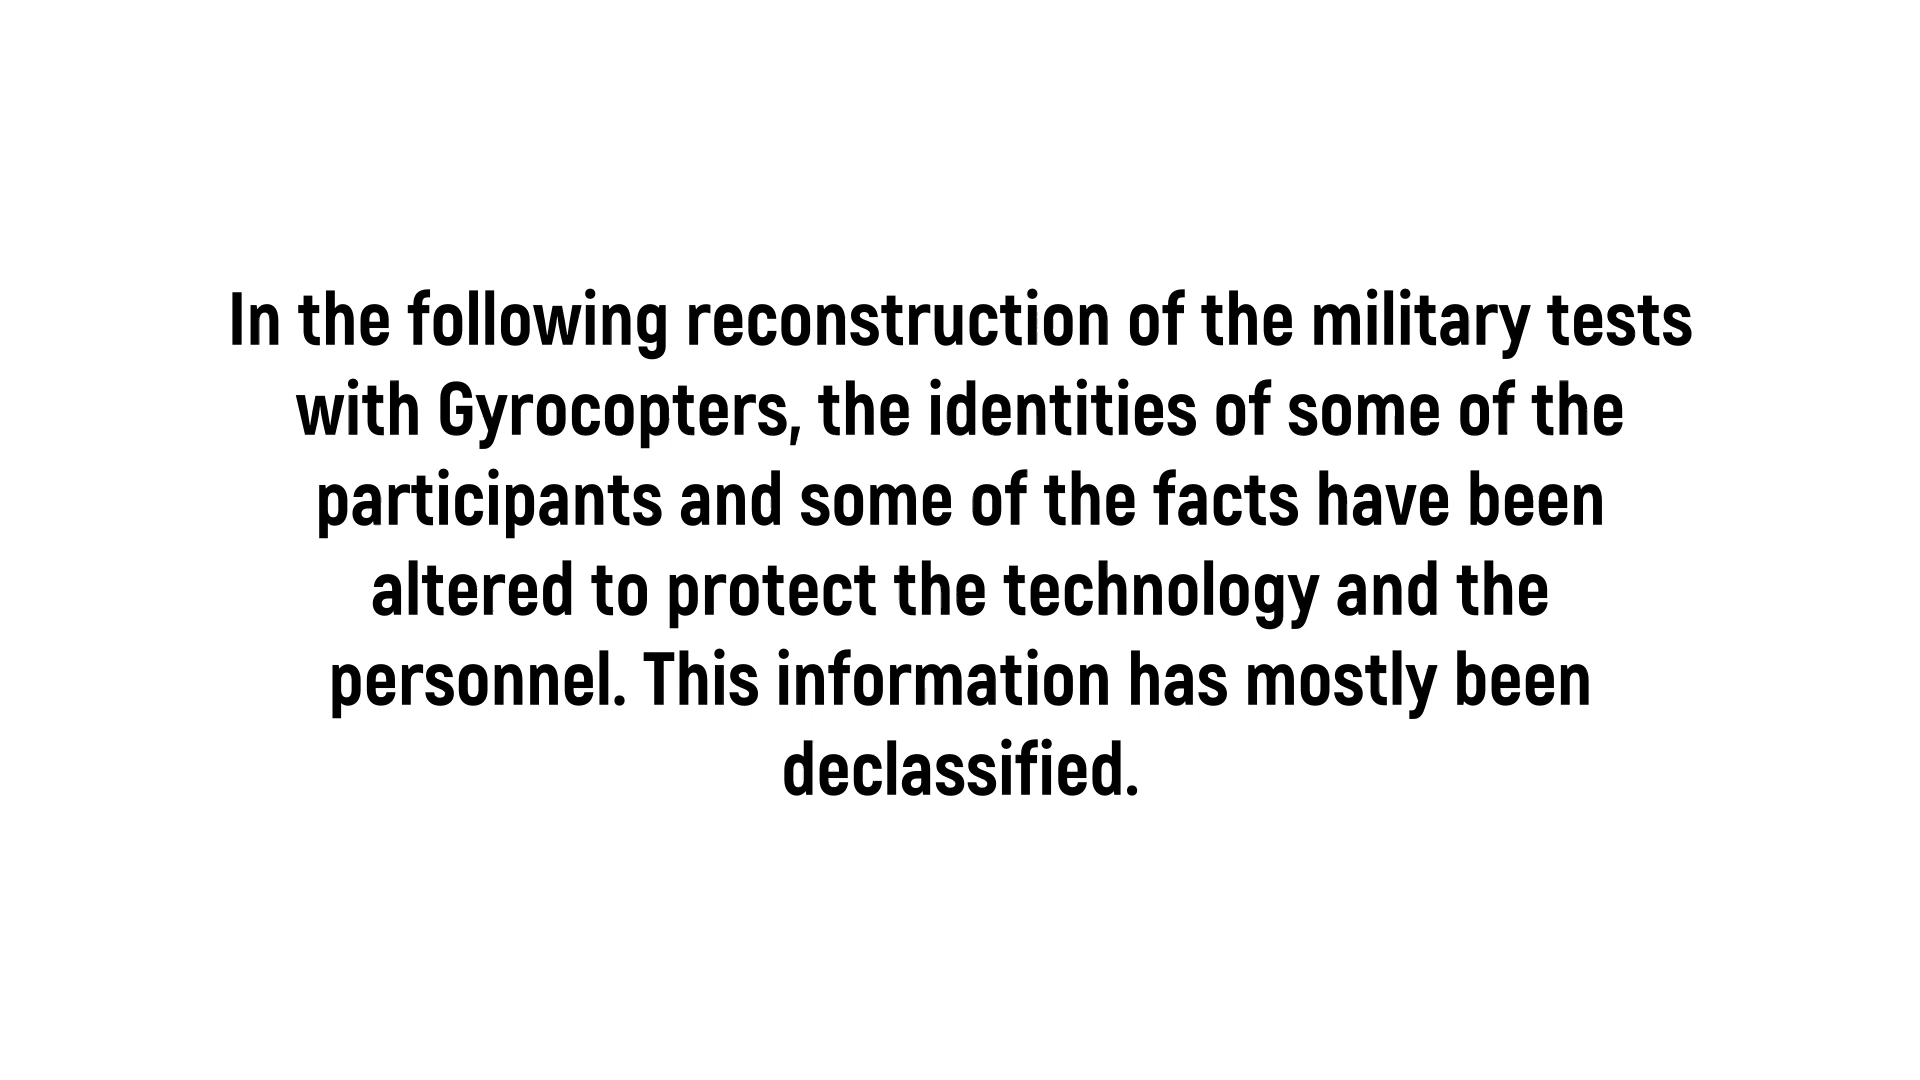 In the following reconstruction of the military tests
with Gyrocopters, the identities of some of the
participants and some of the facts have been
altered to protect the technology and the
personnel. This information has mostly been
declassified.